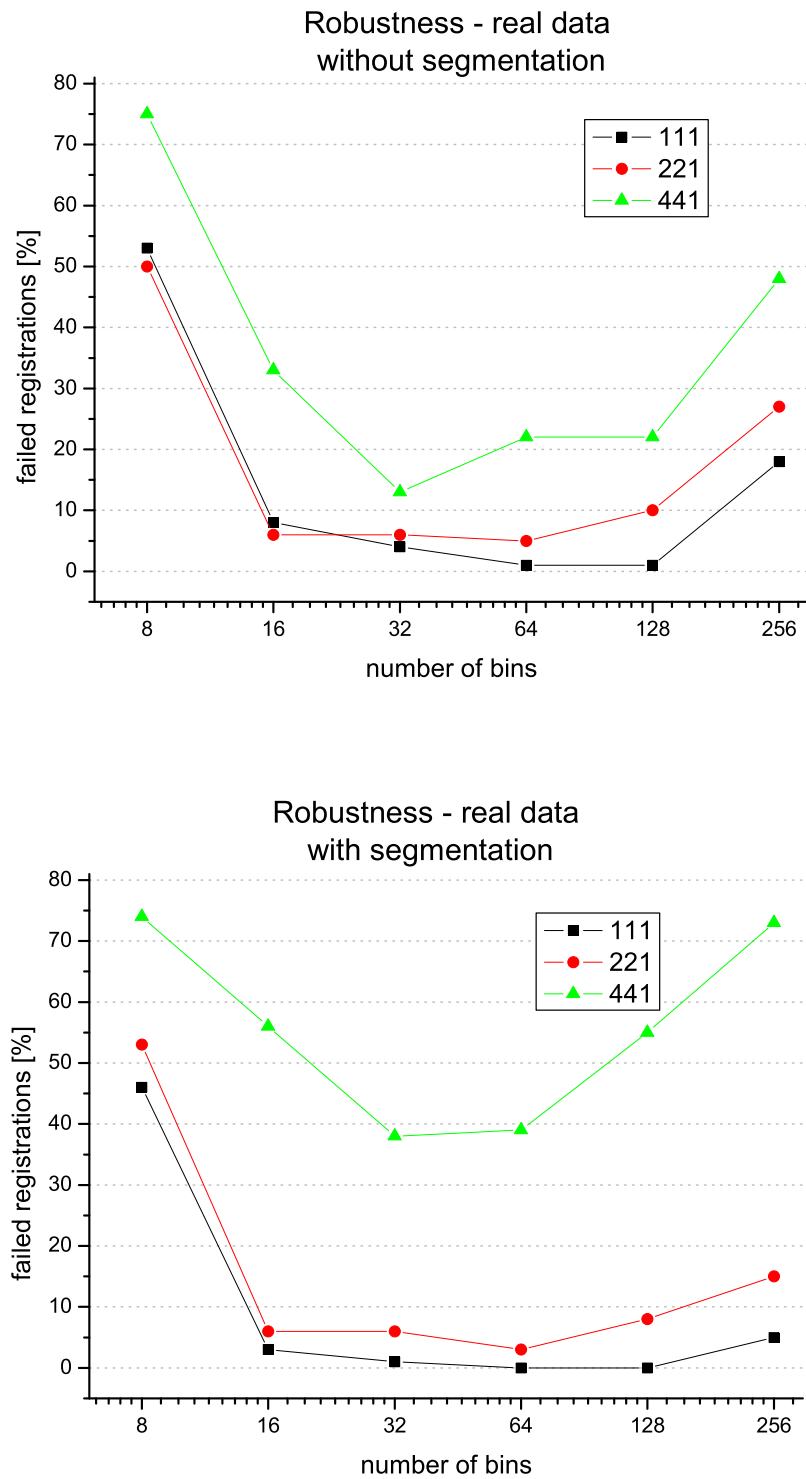 Robustness - real data
without segmentation
80
70
60
50
40
30
20
10
0
failed registrations [%]
111
221
441
8 16 32 64 128 256
number of bins
Robustness - real data
with segmentation
80
70
60
50
40
30
20
10
0
failed registrations [%]
111
221
441
8 16 32 64 128 256
number of bins